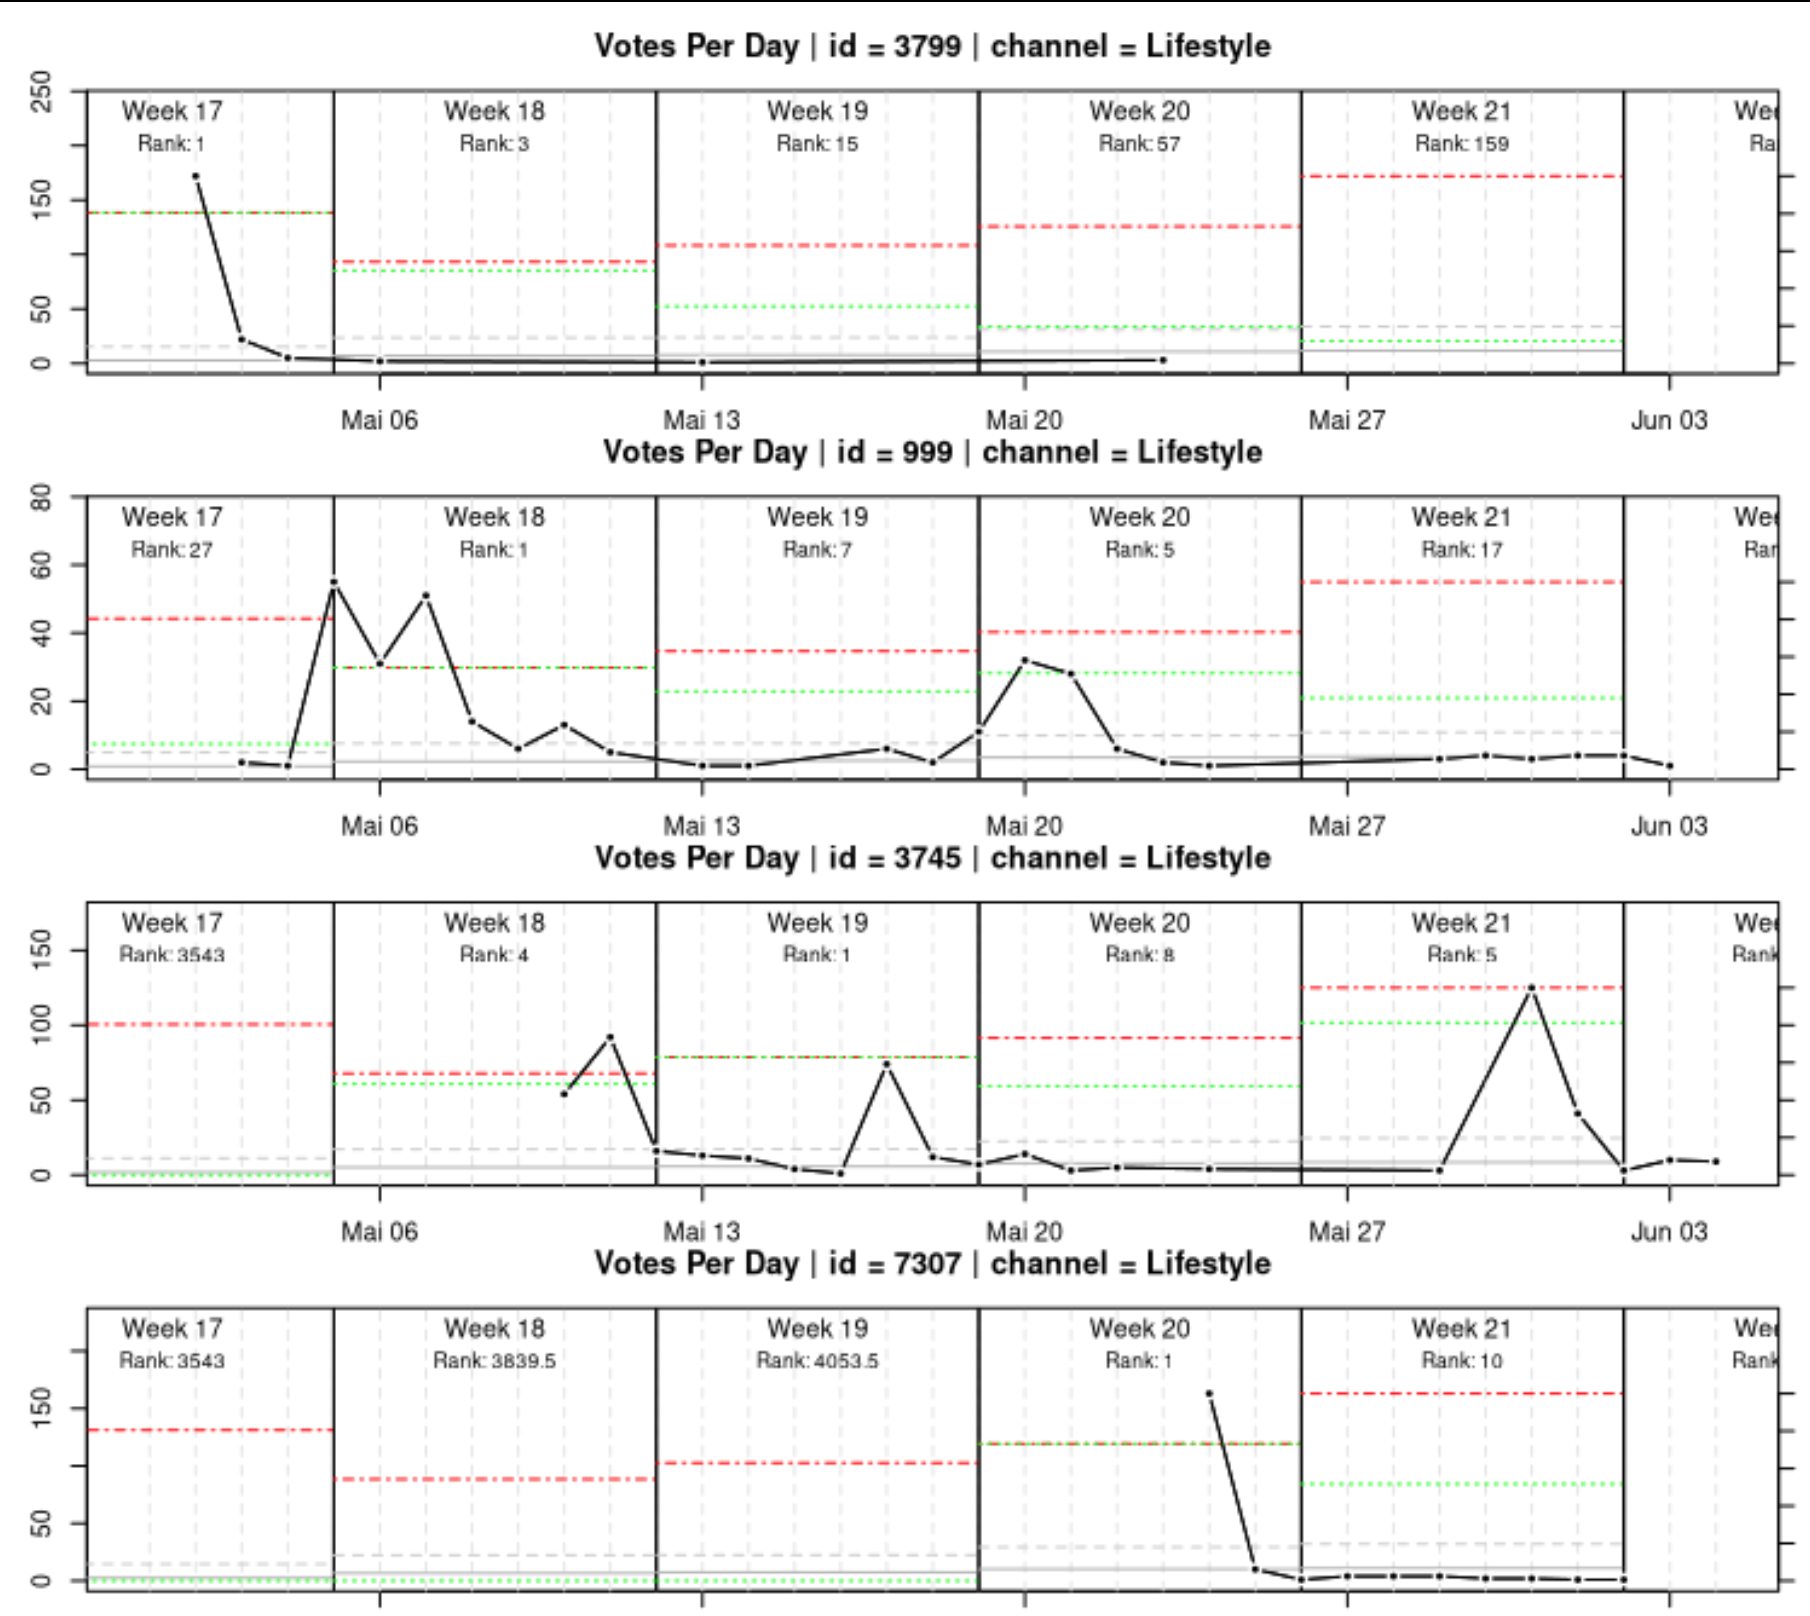 Votes Per Day | id = 3799 | channel = Lifestyle
250
150
50
0
Week 17 Week 18 Week 19 Week 20 Week 21
Rank: 1 Rank: 3 Rank: 15 Rank: 57 Rank: 159
Mai 06 Mai 13 Mai 20 Mai 27 Jun 03
Votes Per Day | id = 999 | channel = Lifestyle
80
60
40
20
0
Week 17 Week 18 Week 19 Week 20 Week 21
Rank: 27 Rank: 1 Rank: 7 Rank: 5 Rank: 17
Mai 06 Mai 13 Mai 20 Mai 27 Jun 03
Votes Per Day | id = 3745 | channel = Lifestyle
150
100
50
0
Week 17 Week 18 Week 19 Week 20 Week 21
Rank: 3543 Rank: 4 Rank: 1 Rank: 8 Rank: 5 Rank
Mai 06 Mai 13 Mai 20 Mai 27 Jun 03
Votes Per Day | id = 7307 | channel = Lifestyle
150
50
0
Week 17 Week 18 Week 19 Week 20 Week 21
Rank: 3543 Rank: 3839.5 Rank: 4053.5 Rank: 1 Rank: 10 Rank